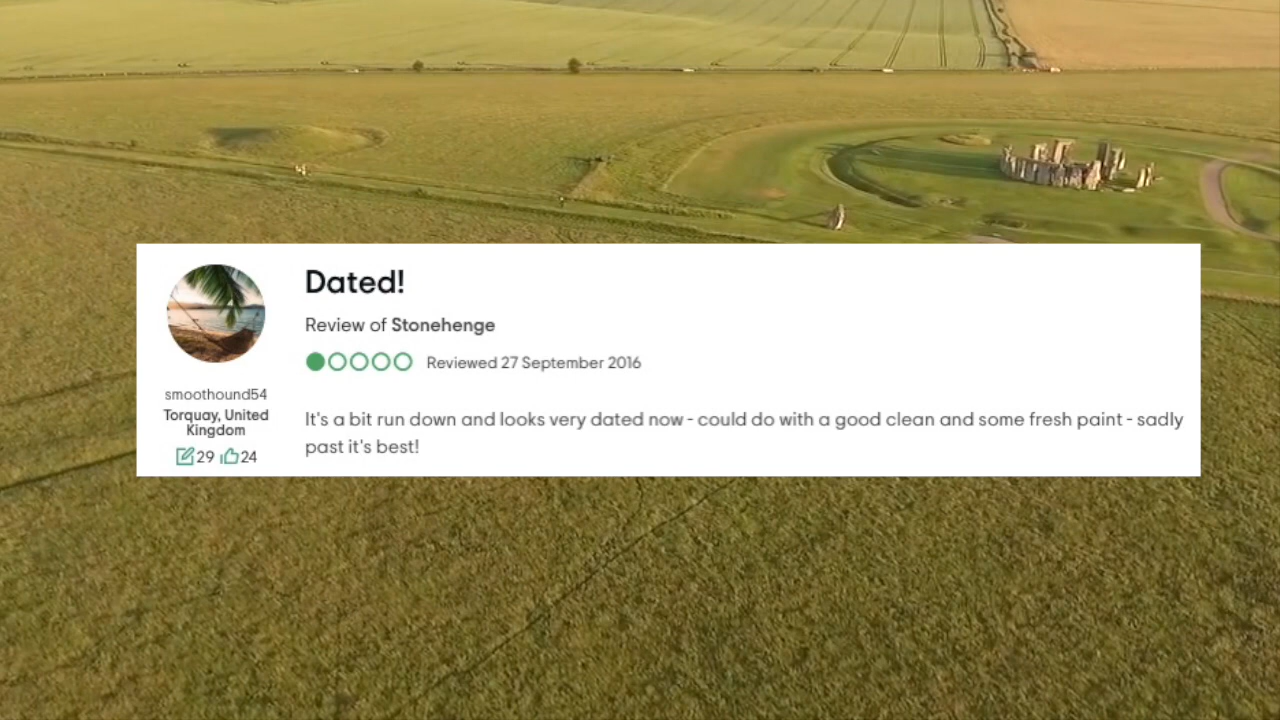 Dated!
Review of Stonehenge
Reviewed 27 September 2016
smoothound54
Torquay, United
Kingdom
29 24
It's a bit run down and looks very dated now - could do with a good clean and some fresh paint - sadly
past it's best!